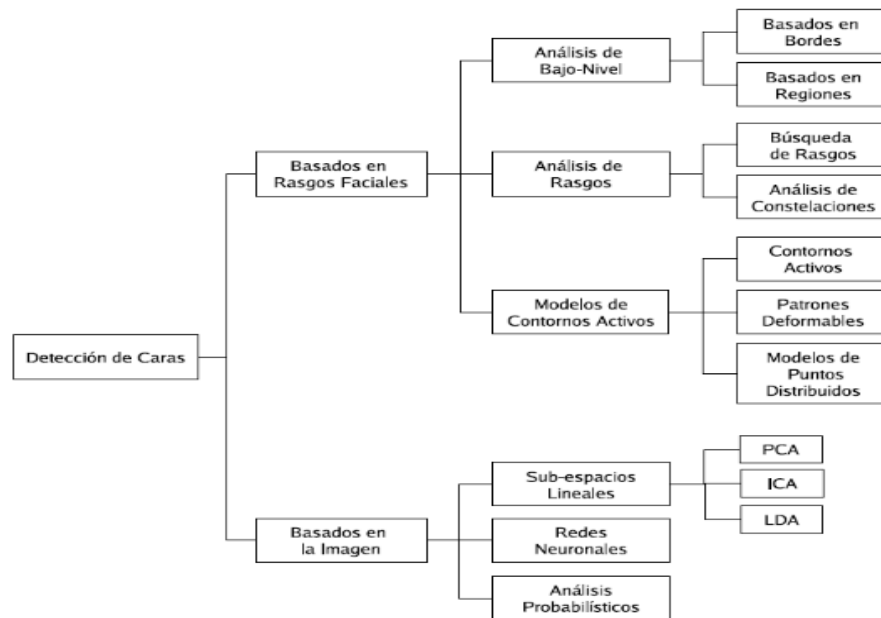 Detección de Caras
Basados en
Rasgos Faciales
Análisis de
Bajo-Nivel
Basados en
Bordes
Basados en
Regiones
Análisis de
Rasgos
Búsqueda
de Rasgos
Análisis de
Constelaciones
Modelos de
Contornos Activos
Contornos
Activos
Patrones
Deformables
Modelos de
Puntos
Distribuidos
Basados en
la Imagen
Sub-espacios
Lineales
PCA
ICA
LDA
Redes
Neuronales
Análisis
Probabilísticos